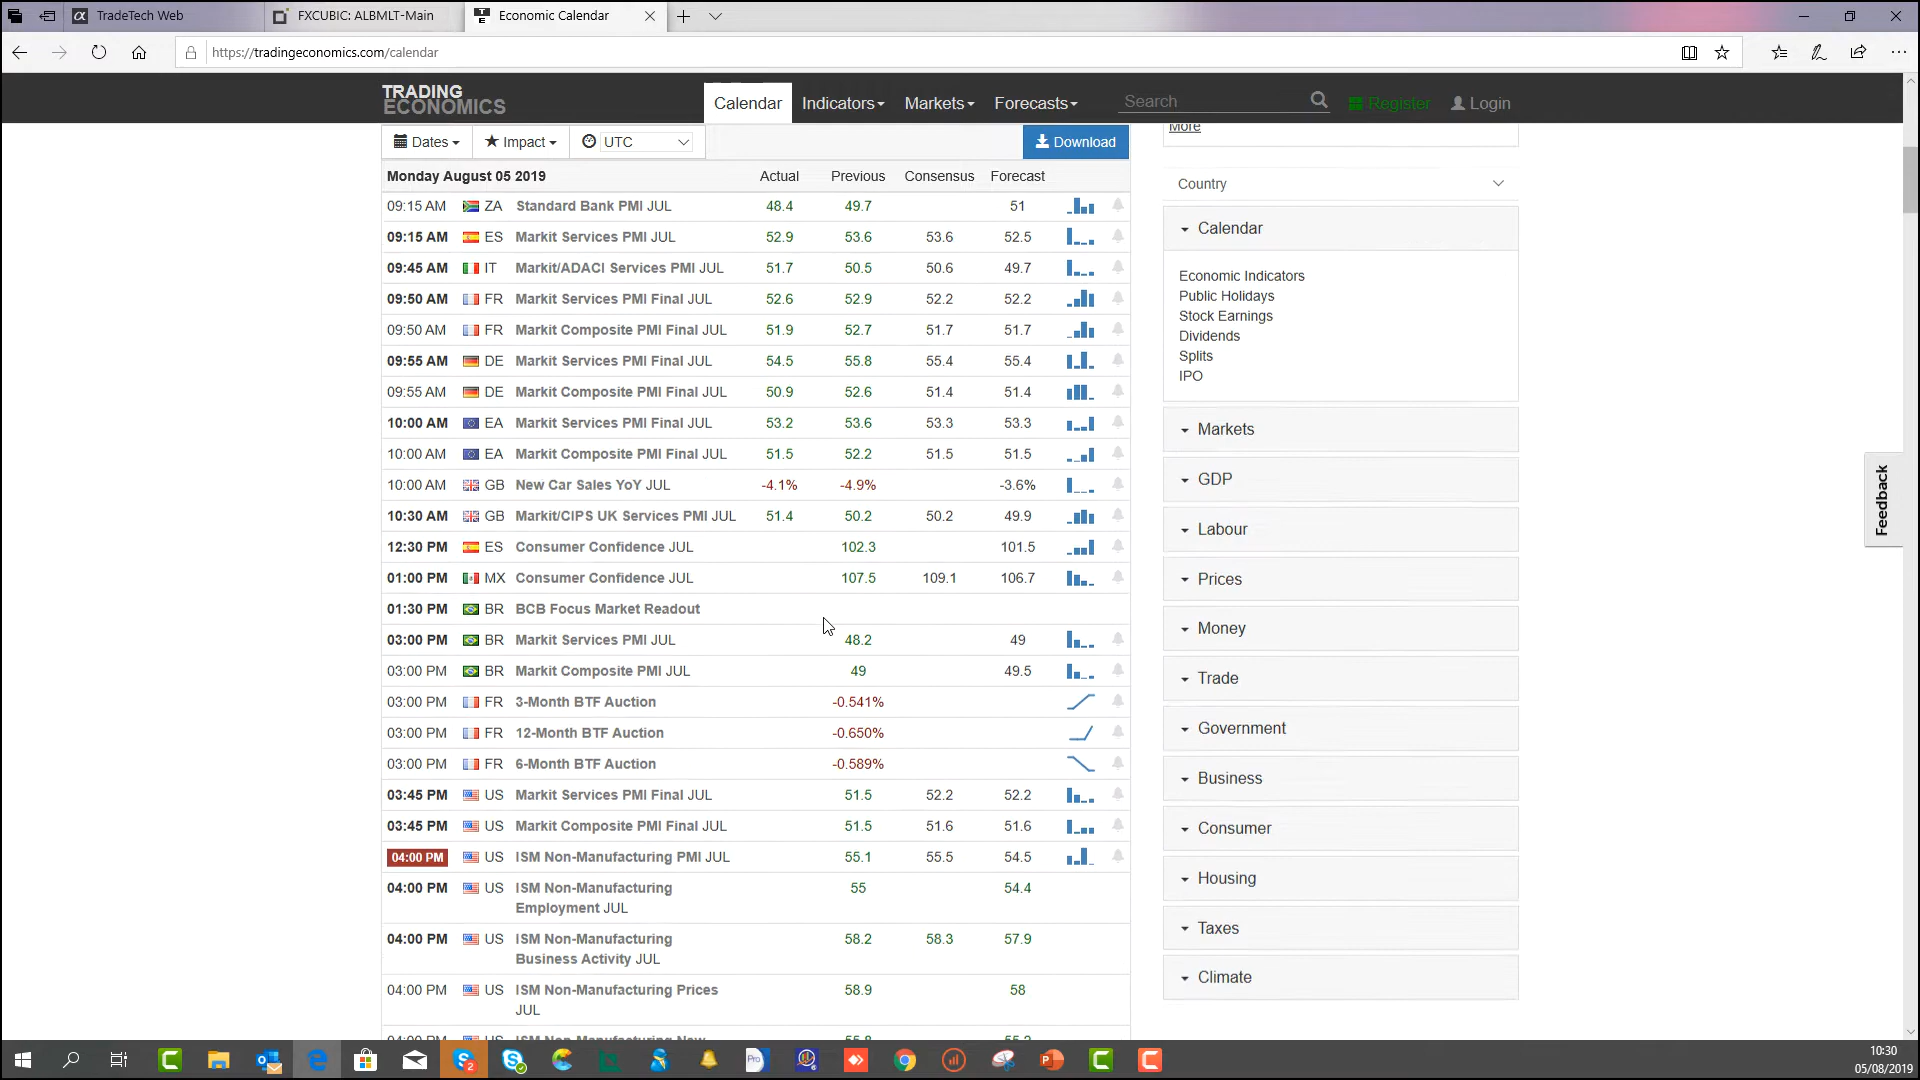 TradeTech Web
FXCUBIC: ALBMLT-Main
Economic Calendar
https://tradingeconomics.com/calendar
TRADING
ECONOMICS
Calendar Indicators Markets Forecasts Search Register Login
Dates Impact UTC Download
More
Monday August 05 2019 Actual Previous Consensus Forecast
09:15 AM ZA Standard Bank PMI JUL 48.4 49.7 51
09:15 AM ES Markit Services PMI JUL 52.9 53.6 53.6 52.5
09:45 AM IT Markit/ADACI Services PMI JUL 51.7 50.5 50.6 49.7
09:50 AM FR Markit Services PMI Final JUL 52.6 52.9 52.2 52.2
09:50 AM FR Markit Composite PMI Final JUL 51.9 52.7 51.7 51.7
09:55 AM DE Markit Services PMI Final JUL 54.5 55.8 55.4 55.4
09:55 AM DE Markit Composite PMI Final JUL 50.9 52.6 51.4 51.4
10:00 AM EA Markit Services PMI Final JUL 53.2 53.6 53.3 53.3
10:00 AM EA Markit Composite PMI Final JUL 51.5 52.2 51.5 51.5
10:00 AM GB New Car Sales YoY JUL -4.1% -4.9% -3.6%
10:30 AM GB Markit/CIPS UK Services PMI JUL 51.4 50.2 50.2 49.9
12:30 PM ES Consumer Confidence JUL 102.3 101.5
01:00 PM MX Consumer Confidence JUL 107.5 109.1 106.7
01:30 PM BR BCB Focus Market Readout
03:00 PM BR Markit Services PMI JUL 48.2 49
03:00 PM BR Markit Composite PMI JUL 49 49.5
03:00 PM FR 3-Month BTF Auction -0.541%
03:00 PM FR 12-Month BTF Auction -0.650%
03:00 PM FR 6-Month BTF Auction -0.589%
03:45 PM US Markit Services PMI Final JUL 51.5 52.2 52.2
03:45 PM US Markit Composite PMI Final JUL 51.5 51.6 51.6
04:00 PM US ISM Non-Manufacturing PMI JUL 55.1 55.5 54.5
04:00 PM US ISM Non-Manufacturing 55 54.4
Employment JUL
04:00 PM US ISM Non-Manufacturing 58.2 58.3 57.9
Business Activity JUL
04:00 PM US ISM Non-Manufacturing Prices 58.9 58
JUL
04:00 PM US ISM Non-Manufacturing New 55.8 55.2
Country
Calendar
Economic Indicators
Public Holidays
Stock Earnings
Dividends
Splits
IPO
Markets
GDP
Labour
Prices
Money
Trade
Government
Business
Consumer
Housing
Taxes
Climate
Feedback
10:30
05/08/2019